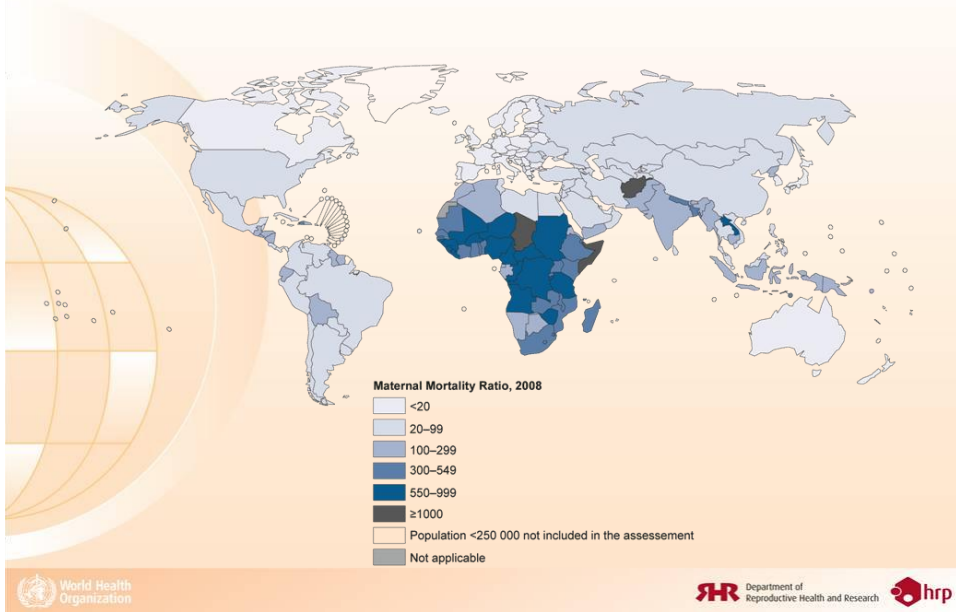 Maternal Mortality Ratio, 2008
<20
20–99
100–299
300–549
550–999
≥1000
Population <250 000 not included in the assessement
Not applicable
World Health
Organization
RHR
Department of
Reproductive Health and Research
hrp